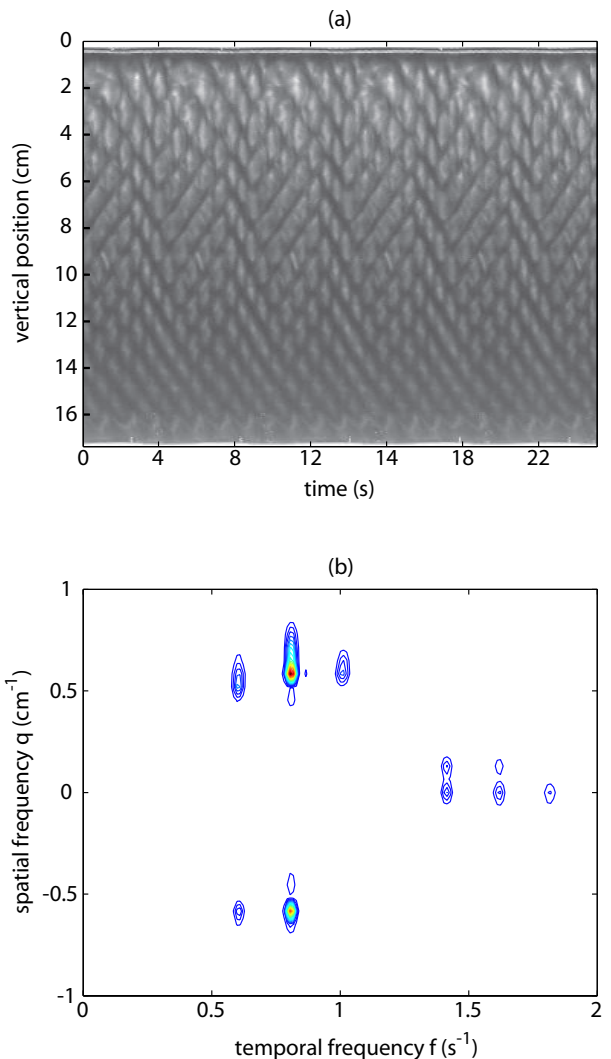 (a)
0
2
4
6
8
10
12
14
16
vertical position (cm)
0 4 8 12 14 18 22
time (s)
(b)
1
0.5
0
-0.5
-1
spatial frequency q (cm-1)
0 0.5 1 1.5 2
temporal frequency f (s-1)